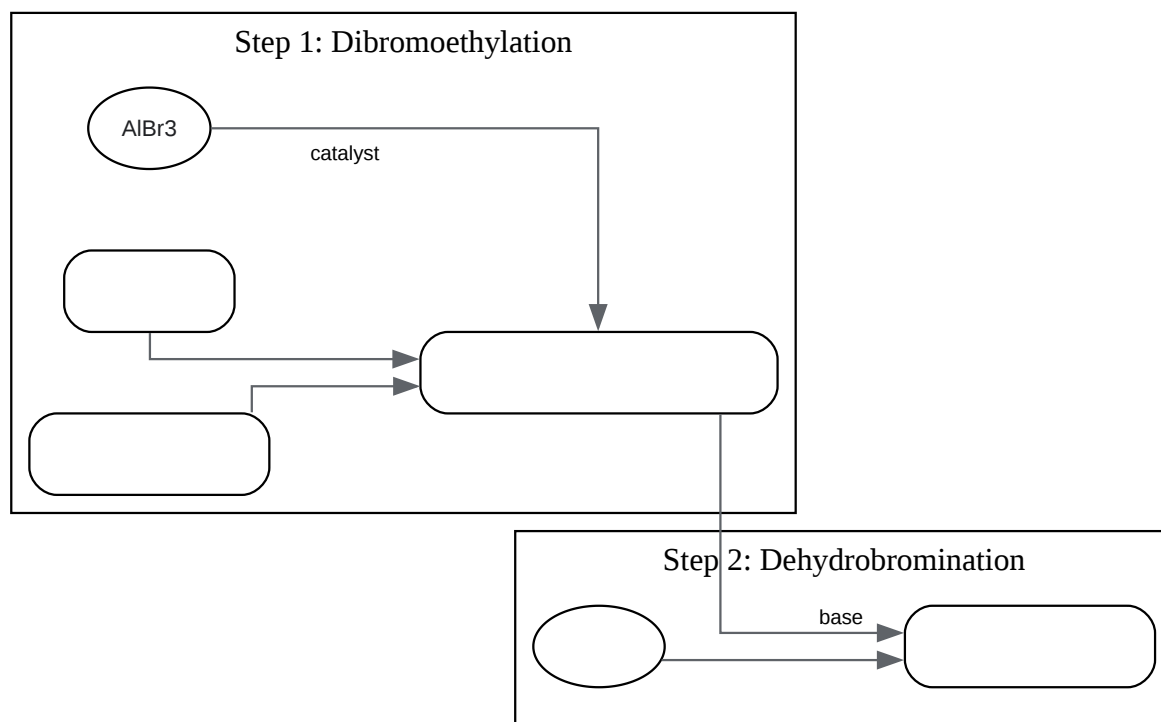 Step 1: Dibromoethylation
AlBr3
catalyst
Step 2: Dehydrobromination
base